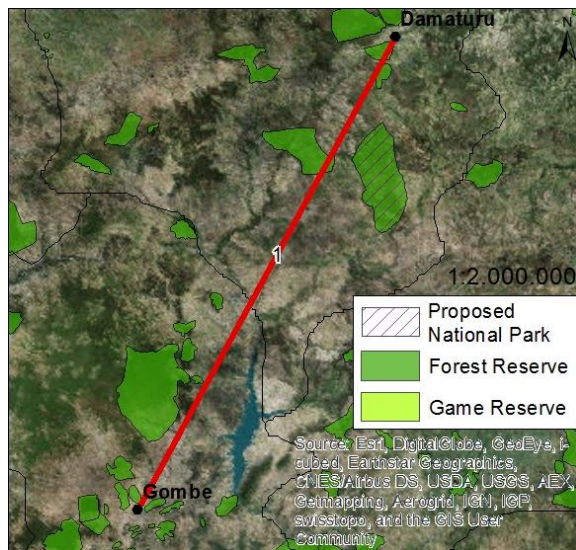 Damaturu
N
1
1:2.000.000
Proposed
National Park
Forest Reserve
Game Reserve
Gombe
Source: Esri, DigitalGlobe, GeoEye, i-
cubed, Earthstar Geographics,
CNES/Airbus DS, USDA, USGS, AEX,
Getmapping, Aerogrid, IGN, IGP,
swisstopo, and the GIS User
Community